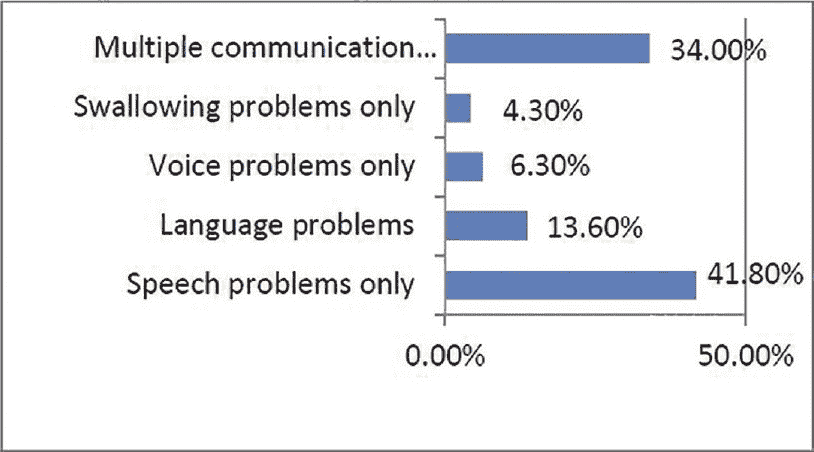 Multiple communication... 34.00%
Swallowing problems only 4.30%
Voice problems only 6.30%
Language problems 13.60%
Speech problems only 41.80%
0.00% 50.00%